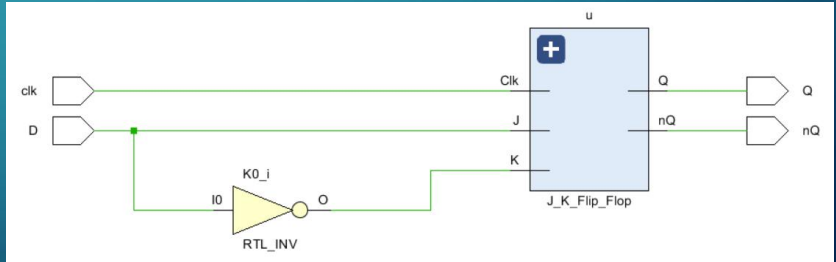 u
clk
Clk
Q
Q
D
J
nQ
nQ
K
K0_i
I0
O
J_K_Flip_Flop
RTL_INV